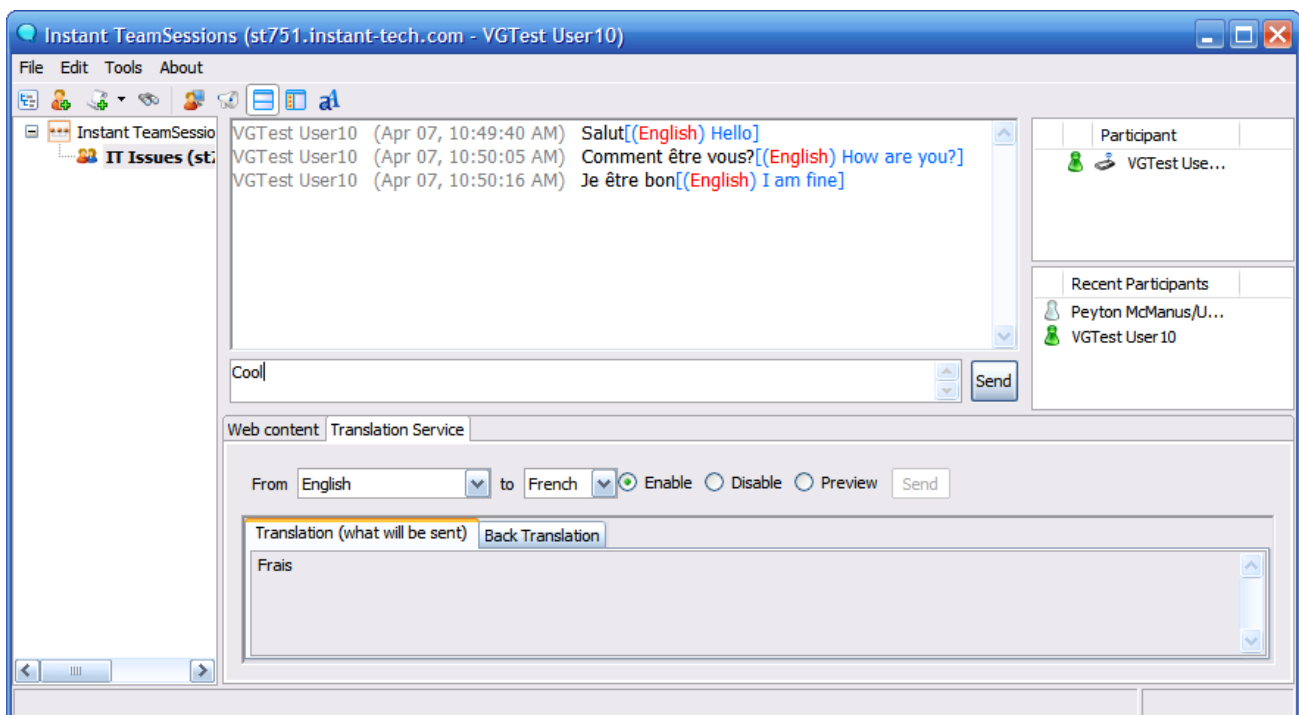 Instant TeamSessions (st751.instant-tech.com - VGTest User10)
File Edit Tools About
a
Instant TeamSessio
IT Issues (st
VGTest User10 (Apr 07, 10:49:40 AM) Salut[(English) Hello]
VGTest User10 (Apr 07, 10:50:05 AM) Comment être vous?[(English) How are you?]
VGTest User10 (Apr 07, 10:50:16 AM) Je être bon[(English) I am fine]
Participant
VGTest Use...
Recent Participants
Peyton McManus/U...
VGTest User10
Cool
Send
Web content Translation Service
From English to French Enable Disable Preview Send
Translation (what will be sent) Back Translation
Frais